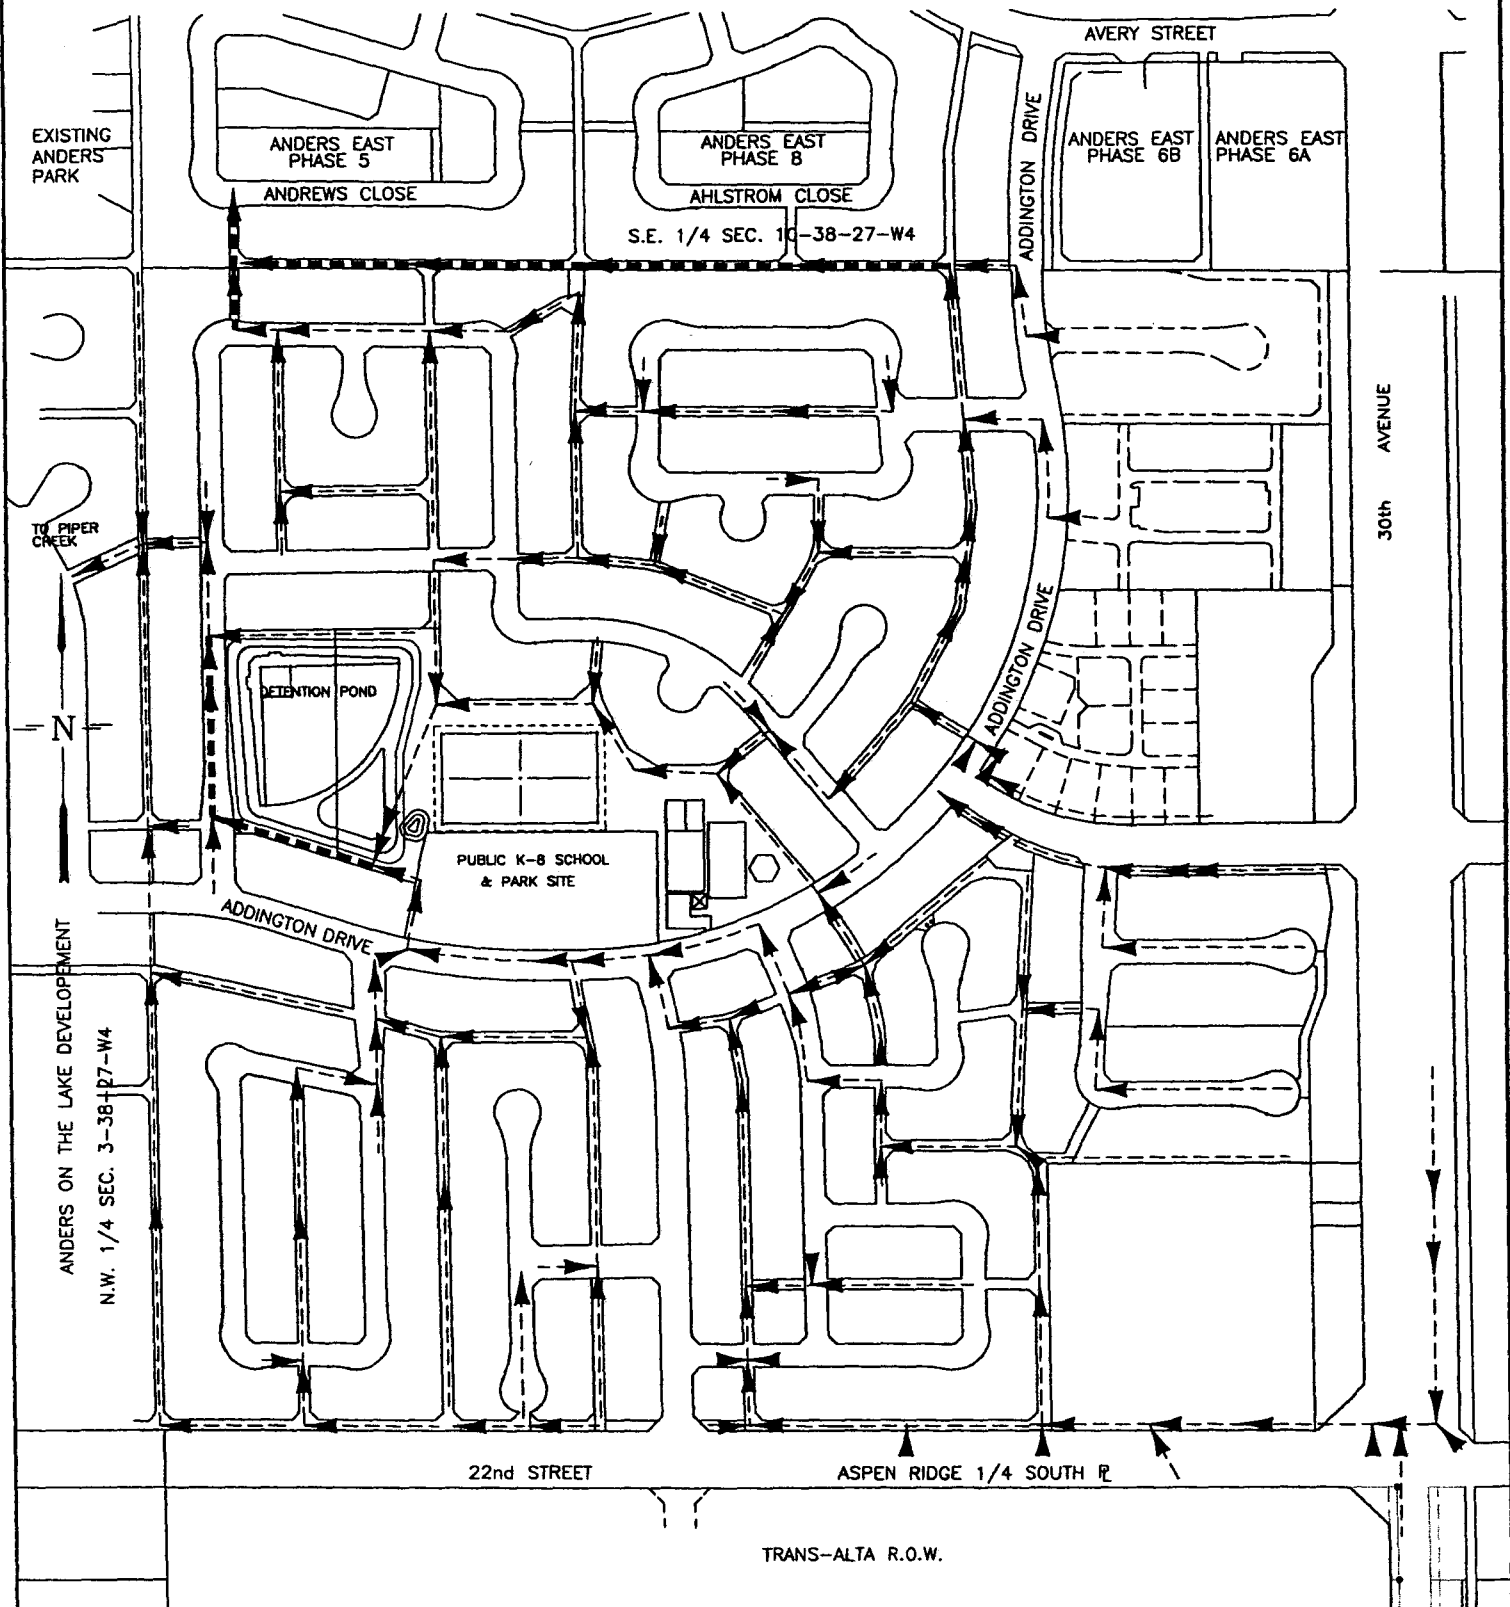 AVERY STREET
EXISTING
ANDERS
PARK
ANDERS EAST
PHASE 5
ANDERS EAST
PHASE 8
ADDINGTON DRIVE
ANDERS EAST
PHASE 6B
ANDERS EAST
PHASE 6A
ANDREWS CLOSE
AHLSTROM CLOSE
S.E. 1/4 SEC. 10-38-27-W4
30th AVENUE
TO PIPER
CREEK
ADDINGTON DRIVE
DETENTION POND
N
PUBLIC K-8 SCHOOL
& PARK SITE
ADDINGTON DRIVE
ANDERS ON THE LAKE DEVELOPEMENT
N.W. 1/4 SEC. 3-38-27-W4
22nd STREET
ASPEN RIDGE 1/4 SOUTH PL
TRANS-ALTA R.O.W.